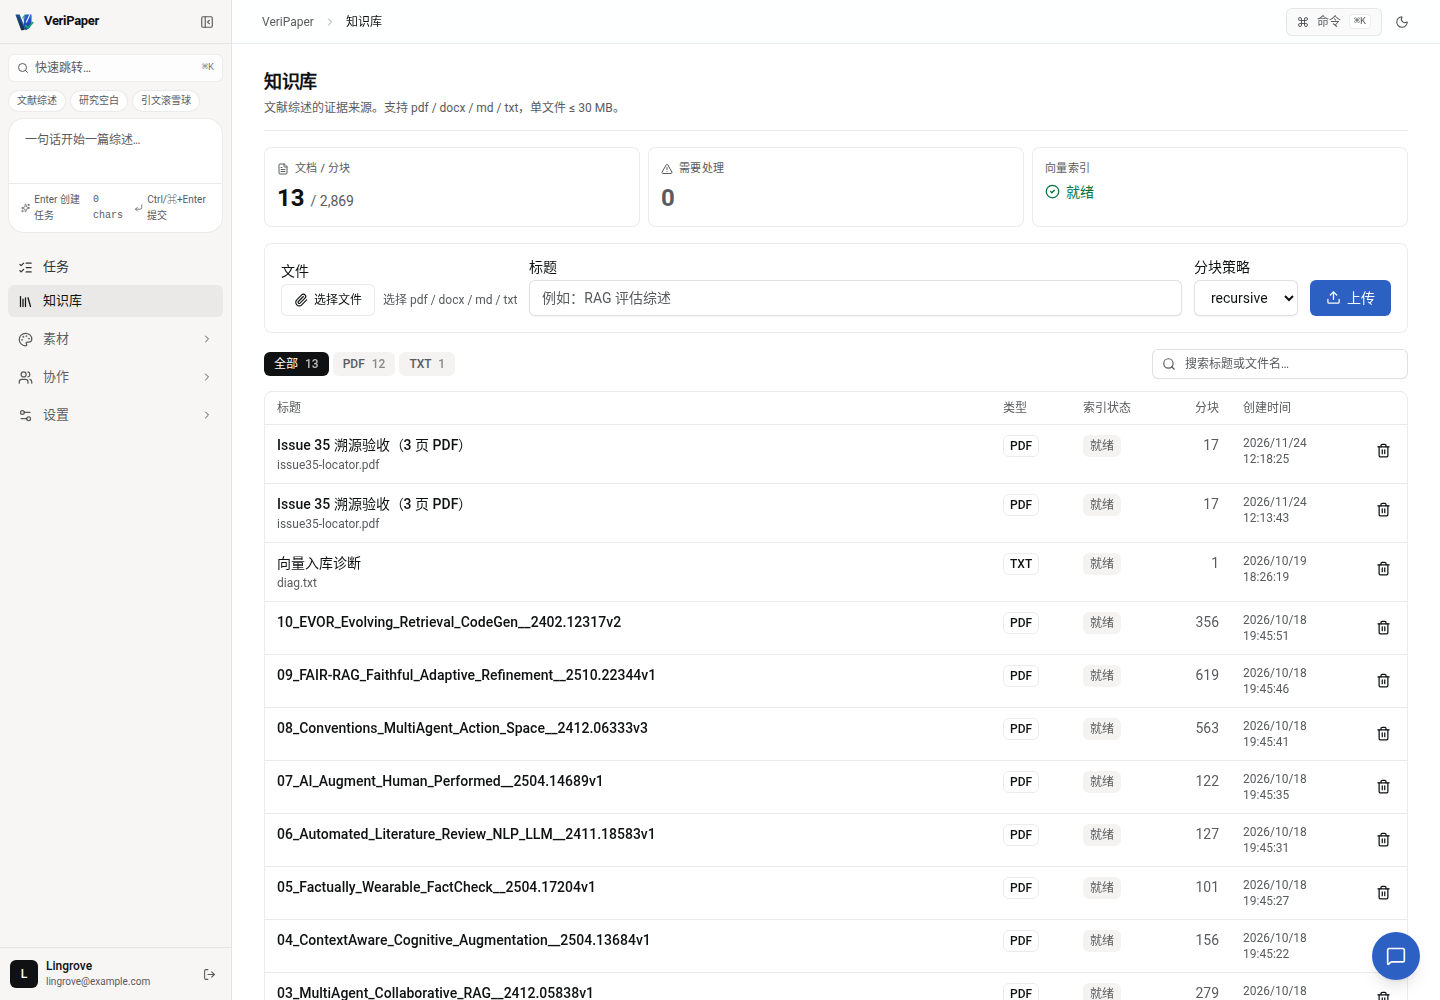 VeriPaper
快速跳转... ⌘K
文献综述 研究空白 引文滚雪球
一句话开始一篇综述...
Enter 创建任务 0 chars Ctrl/⌘+Enter 提交
任务
知识库
素材
协作
设置
L Lingrove
lingrove@example.com
VeriPaper 知识库
⌘ 命令 ⌘K
知识库
文献综述的证据来源。支持 pdf / docx / md / txt，单文件 ≤ 30 MB。
文档 / 分块
13 / 2,869
需要处理
0
向量索引
就绪
文件
选择文件 选择 pdf / docx / md / txt
标题
例如：RAG 评估综述
分块策略
recursive
上传
全部 13 PDF 12 TXT 1
搜索标题或文件名...
标题 类型 索引状态 分块 创建时间
Issue 35 溯源验收（3 页 PDF） PDF 就绪 17 2026/11/24 12:18:25
issue35-locator.pdf
Issue 35 溯源验收（3 页 PDF） PDF 就绪 17 2026/11/24 12:13:43
issue35-locator.pdf
向量入库诊断 TXT 就绪 1 2026/10/19 18:26:19
diag.txt
10_EVOR_Evolving_Retrieval_CodeGen__2402.12317v2 PDF 就绪 356 2026/10/18 19:45:51
09_FAIR-RAG_Faithful_Adaptive_Refinement__2510.22344v1 PDF 就绪 619 2026/10/18 19:45:46
08_Conventions_MultiAgent_Action_Space__2412.06333v3 PDF 就绪 563 2026/10/18 19:45:41
07_AI_Augment_Human_Performed__2504.14689v1 PDF 就绪 122 2026/10/18 19:45:35
06_Automated_Literature_Review_NLP_LLM__2411.18583v1 PDF 就绪 127 2026/10/18 19:45:31
05_Factually_Wearable_FactCheck__2504.17204v1 PDF 就绪 101 2026/10/18 19:45:27
04_ContextAware_Cognitive_Augmentation__2504.13684v1 PDF 就绪 156 2026/10/18 19:45:22
03_MultiAgent_Collaborative_RAG__2412.05838v1 PDF 就绪 279 2026/10/18